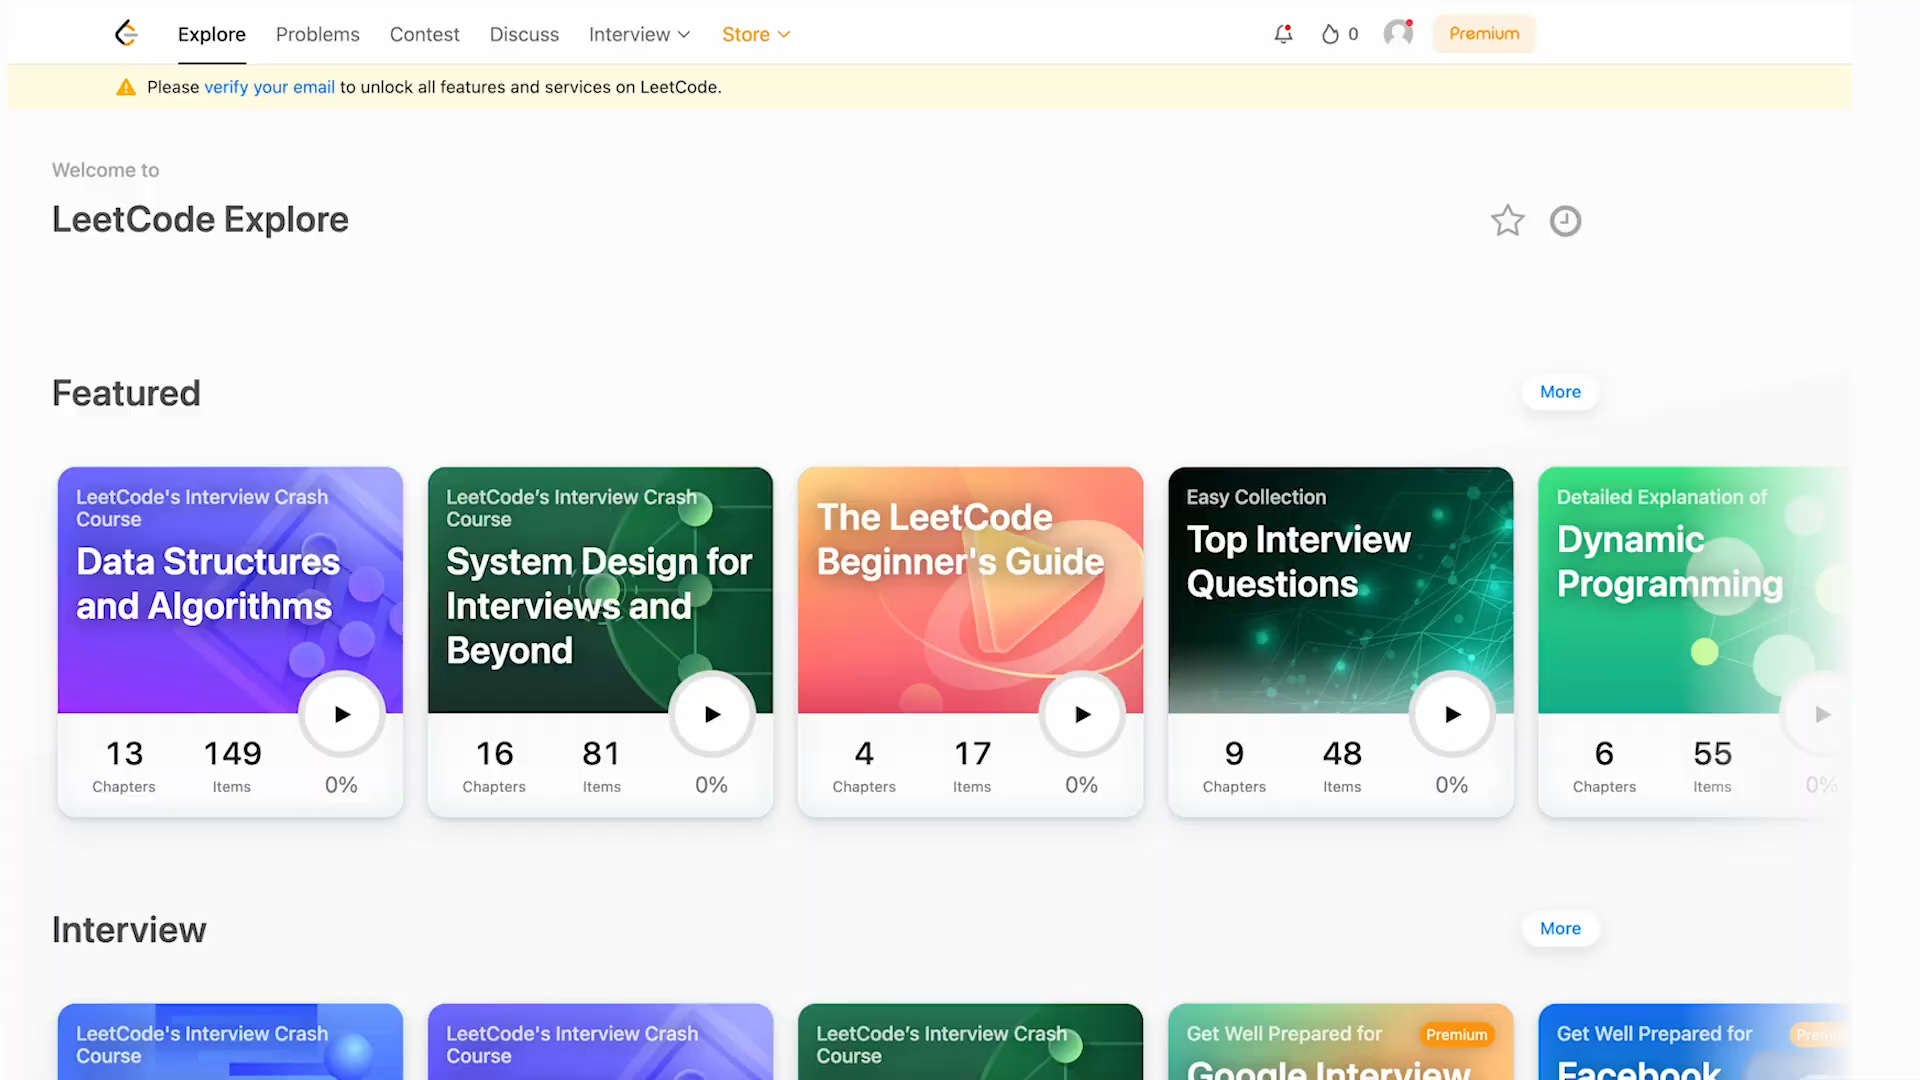 Explore Problems Contest Discuss Interview Store 0 Premium
Please verify your email to unlock all features and services on LeetCode.
Welcome to
LeetCode Explore
Featured More
LeetCode's Interview Crash
Course
Data Structures
and Algorithms
13 149
Chapters Items 0%
LeetCode’s Interview Crash
Course
System Design for
Interviews and
Beyond
16 81
Chapters Items 0%
The LeetCode
Beginner's Guide
4 17
Chapters Items 0%
Easy Collection
Top Interview
Questions
9 48
Chapters Items 0%
Detailed Explanation of
Dynamic
Programming
6 55
Chapters Items 0%
Interview More
LeetCode's Interview Crash
Course
LeetCode's Interview Crash
Course
LeetCode’s Interview Crash
Course
Get Well Prepared for Premium
Google Interview
Get Well Prepared for
Facebook